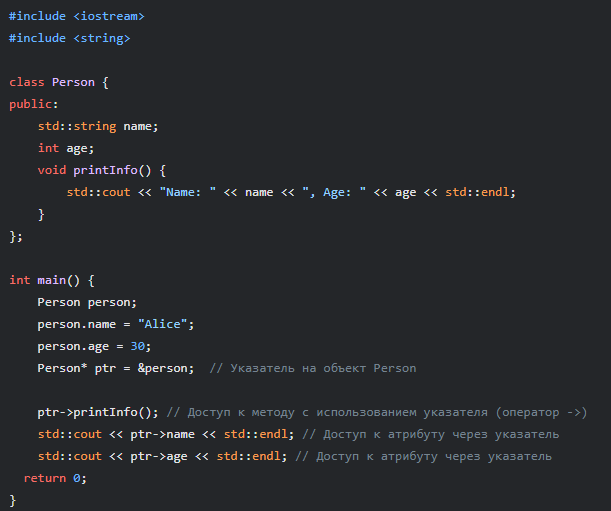 #include <iostream>
#include <string>

class Person {
public:
    std::string name;
    int age;
    void printInfo() {
        std::cout << "Name: " << name << ", Age: " << age << std::endl;
    }
};

int main() {
    Person person;
    person.name = "Alice";
    person.age = 30;
    Person* ptr = &person;  // Указатель на объект Person

    ptr->printInfo(); // Доступ к методу с использованием указателя (оператор ->)
    std::cout << ptr->name << std::endl; // Доступ к атрибуту через указатель
    std::cout << ptr->age << std::endl; // Доступ к атрибуту через указатель
  return 0;
}